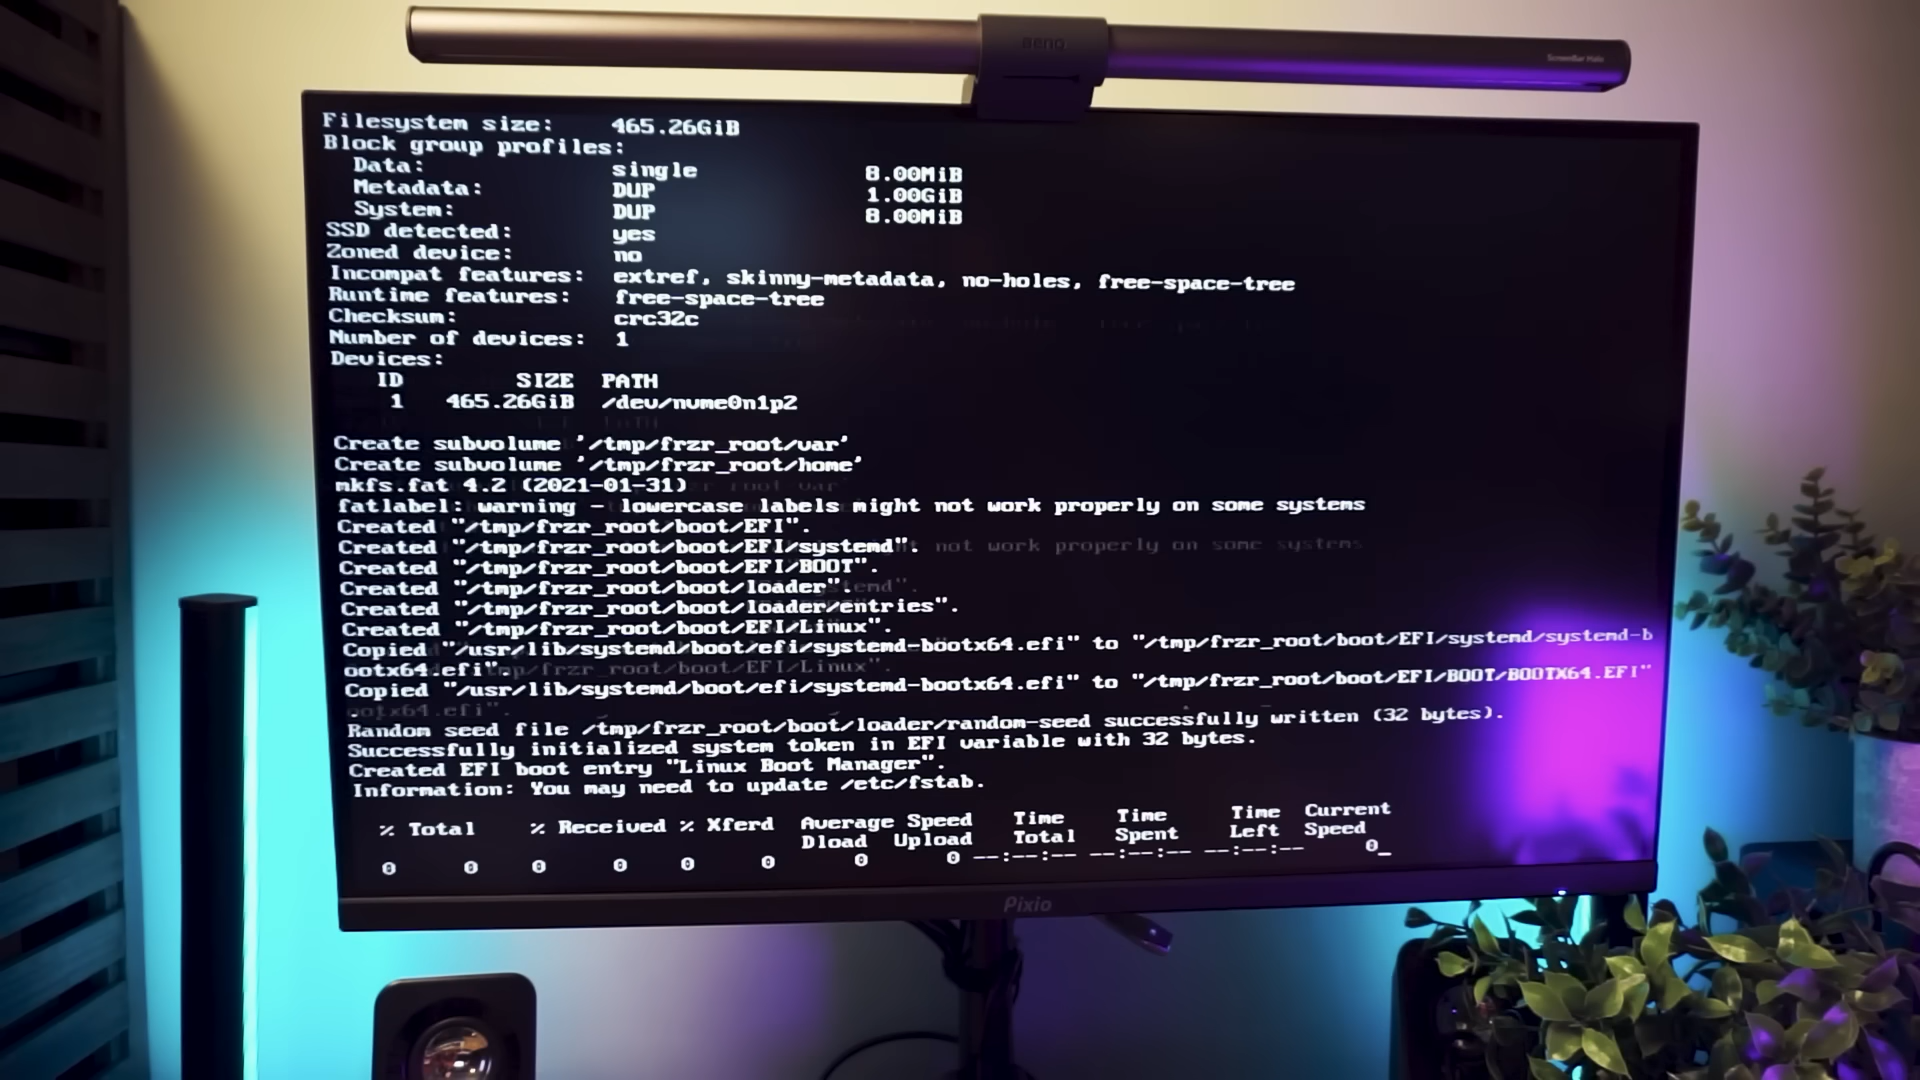 BenQ
ScreenBar Halo
Filesystem size: 465.26GiB
Block group profiles:
Data: single 8.00MiB
Metadata: DUP 1.00GiB
System: DUP 8.00MiB
SSD detected: yes
Zoned device: no
Incompat features: extref, skinny-metadata, no-holes, free-space-tree
Runtime features: free-space-tree
Checksum: crc32c
Number of devices: 1
Devices:
ID SIZE PATH
1 465.26GiB /dev/nvme0n1p2
Create subvolume '/tmp/frzr_root/var'
Create subvolume '/tmp/frzr_root/home'
mkfs.fat 4.2 (2021-01-31)
fatlabel: warning - lowercase labels might not work properly on some systems
Created "/tmp/frzr_root/boot/EFI".
Created "/tmp/frzr_root/boot/EFI/systemd".
Created "/tmp/frzr_root/boot/EFI/BOOT".
Created "/tmp/frzr_root/boot/loader".
Created "/tmp/frzr_root/boot/loader/entries".
Created "/tmp/frzr_root/boot/EFI/Linux".
Copied "/usr/lib/systemd/boot/efi/systemd-bootx64.efi" to "/tmp/frzr_root/boot/EFI/systemd/systemd-b
ootx64.efi".
Copied "/usr/lib/systemd/boot/efi/systemd-bootx64.efi" to "/tmp/frzr_root/boot/EFI/BOOT/BOOTX64.EFI"
.
Random seed file /tmp/frzr_root/boot/loader/random-seed successfully written (32 bytes).
Successfully initialized system token in EFI variable with 32 bytes.
Created EFI boot entry "Linux Boot Manager".
Information: You may need to update /etc/fstab.
% Total % Received % Xferd Average Speed Time Time Time Current
Dload Upload Total Spent Left Speed
0 0 0 0 0 0 0 0 --:--:-- --:--:-- --:--:-- 0_
Pixio